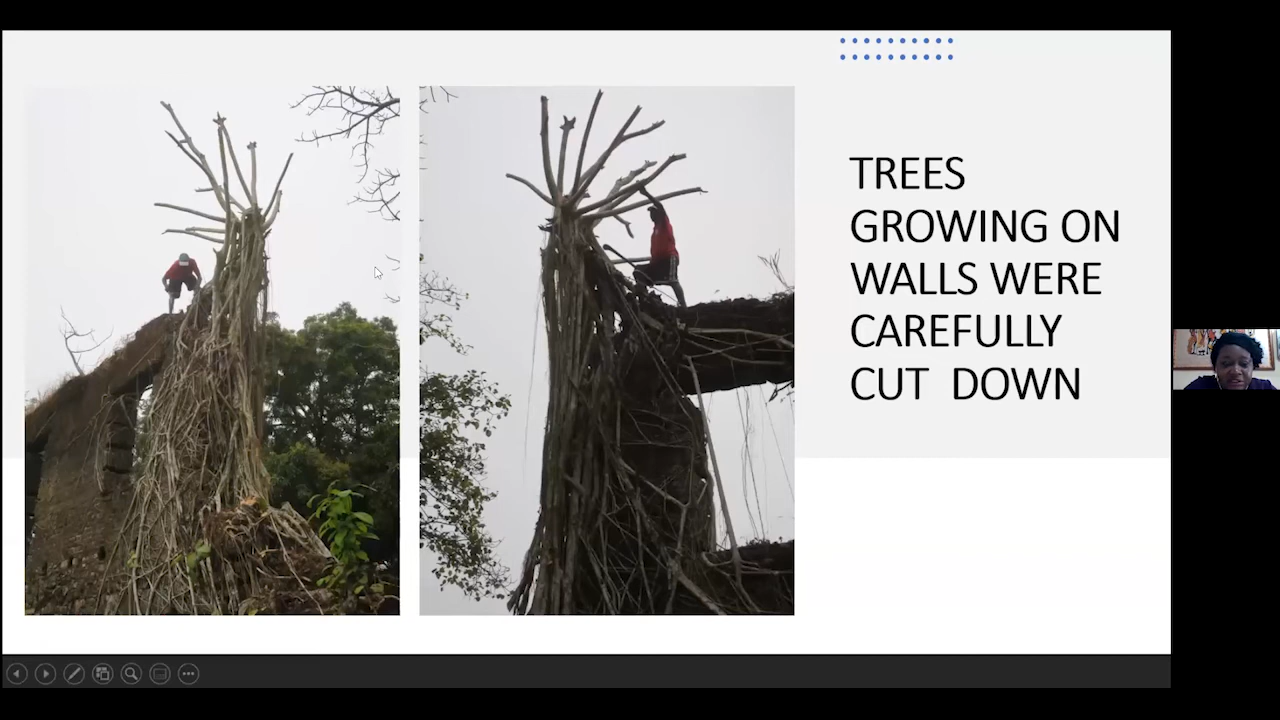 TREES
GROWING ON
WALLS WERE
CAREFULLY
CUT DOWN